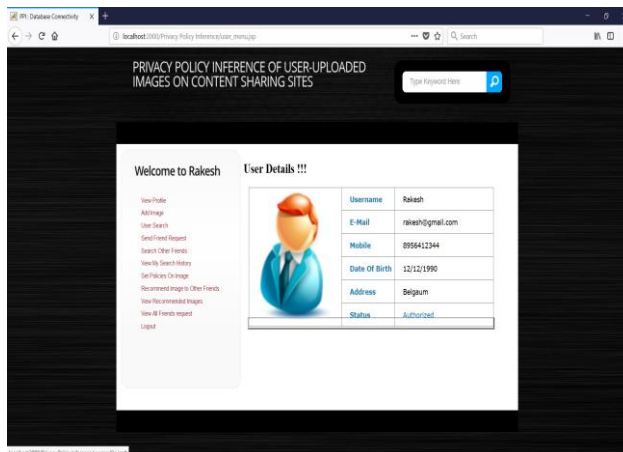 PPI: Database Connectivity
localhost:2000/Privacy Policy Inference/user_menu.jsp
Search
PRIVACY POLICY INFERENCE OF USER-UPLOADED
IMAGES ON CONTENT SHARING SITES
Type Keyword Here
Welcome to Rakesh
View Profile
Add Image
User Search
Send Friend Request
Search Other Friends
View My Search History
Set Policies On Image
Recommend Image to Other Friends
View Recommended Images
View All Friends request
Logout
User Details !!!
Username Rakesh
E-Mail rakesh@gmail.com
Mobile 8956412344
Date Of Birth 12/12/1990
Address Belgaum
Status Authorized